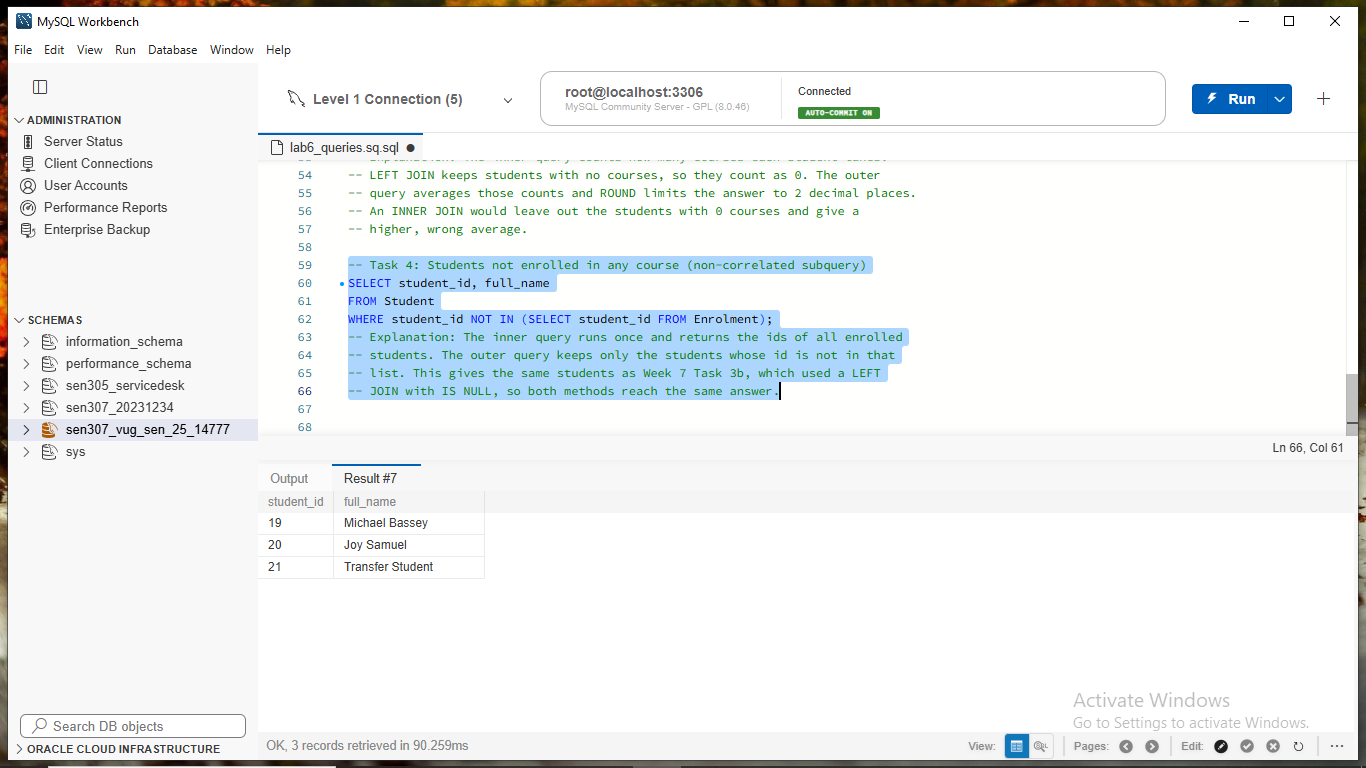 MySQL Workbench
File Edit View Run Database Window Help
Level 1 Connection (5)
root@localhost:3306
MySQL Community Server - GPL (8.0.46)
Connected
AUTO-COMMIT ON
Run
ADMINISTRATION
Server Status
Client Connections
User Accounts
Performance Reports
Enterprise Backup
SCHEMAS
information_schema
performance_schema
sen305_servicedesk
sen307_20231234
sen307_vug_sen_25_14777
sys
Search DB objects
ORACLE CLOUD INFRASTRUCTURE
lab6_queries.sq.sql
54 -- LEFT JOIN keeps students with no courses, so they count as 0. The outer
55 -- query averages those counts and ROUND limits the answer to 2 decimal places.
56 -- An INNER JOIN would leave out the students with 0 courses and give a
57 -- higher, wrong average.
58
59 -- Task 4: Students not enrolled in any course (non-correlated subquery)
60 SELECT student_id, full_name
61 FROM Student
62 WHERE student_id NOT IN (SELECT student_id FROM Enrolment);
63 -- Explanation: The inner query runs once and returns the ids of all enrolled
64 -- students. The outer query keeps only the students whose id is not in that
65 -- list. This gives the same students as Week 7 Task 3b, which used a LEFT
66 -- JOIN with IS NULL, so both methods reach the same answer.
67
68
Ln 66, Col 61
Output Result #7
student_id full_name
19 Michael Bassey
20 Joy Samuel
21 Transfer Student
Activate Windows
Go to Settings to activate Windows.
OK, 3 records retrieved in 90.259ms
View: Pages: Edit: